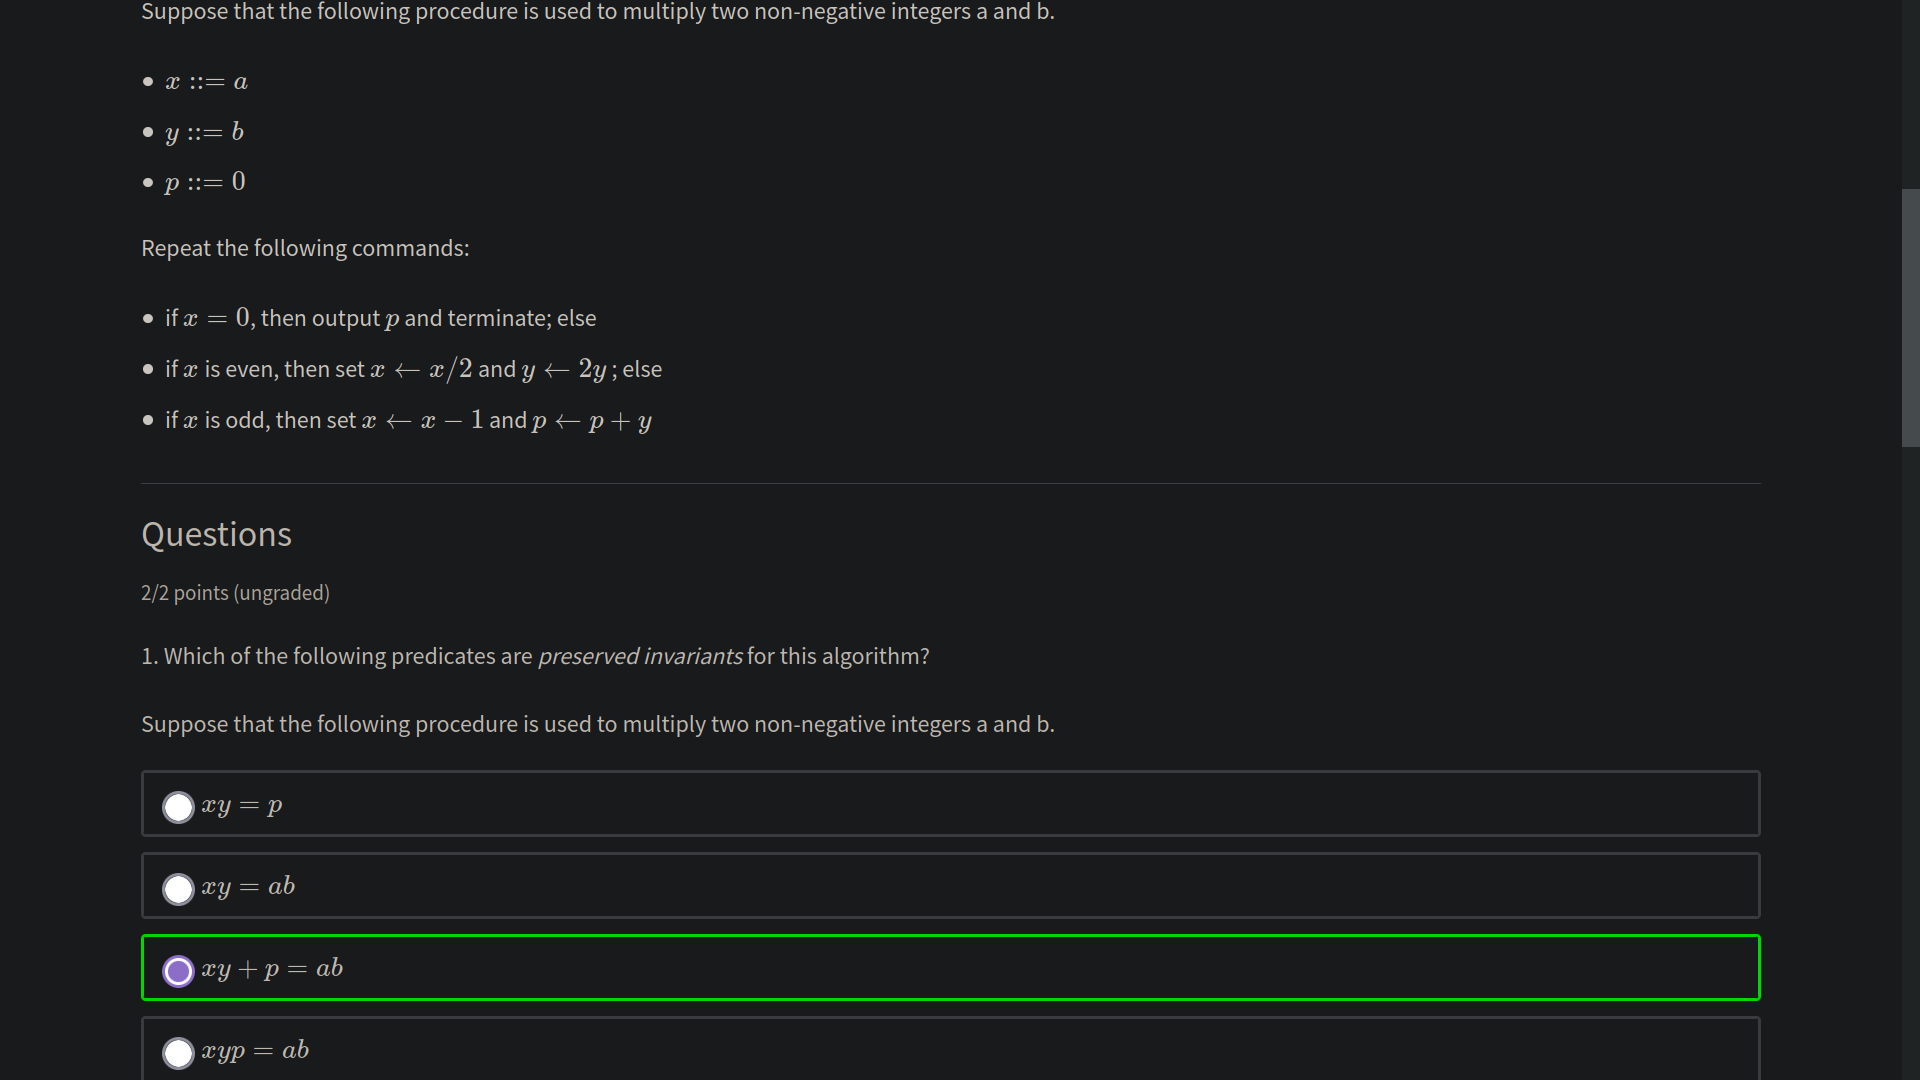 Suppose that the following procedure is used to multiply two non-negative integers a and b.
• x ::= a
• y ::= b
• p ::= 0
Repeat the following commands:
• if x = 0, then output p and terminate; else
• if x is even, then set x ← x/2 and y ← 2y ; else
• if x is odd, then set x ← x − 1 and p ← p + y
Questions
2/2 points (ungraded)
1. Which of the following predicates are preserved invariants for this algorithm?
Suppose that the following procedure is used to multiply two non-negative integers a and b.
xy = p
xy = ab
xy + p = ab
xyp = ab